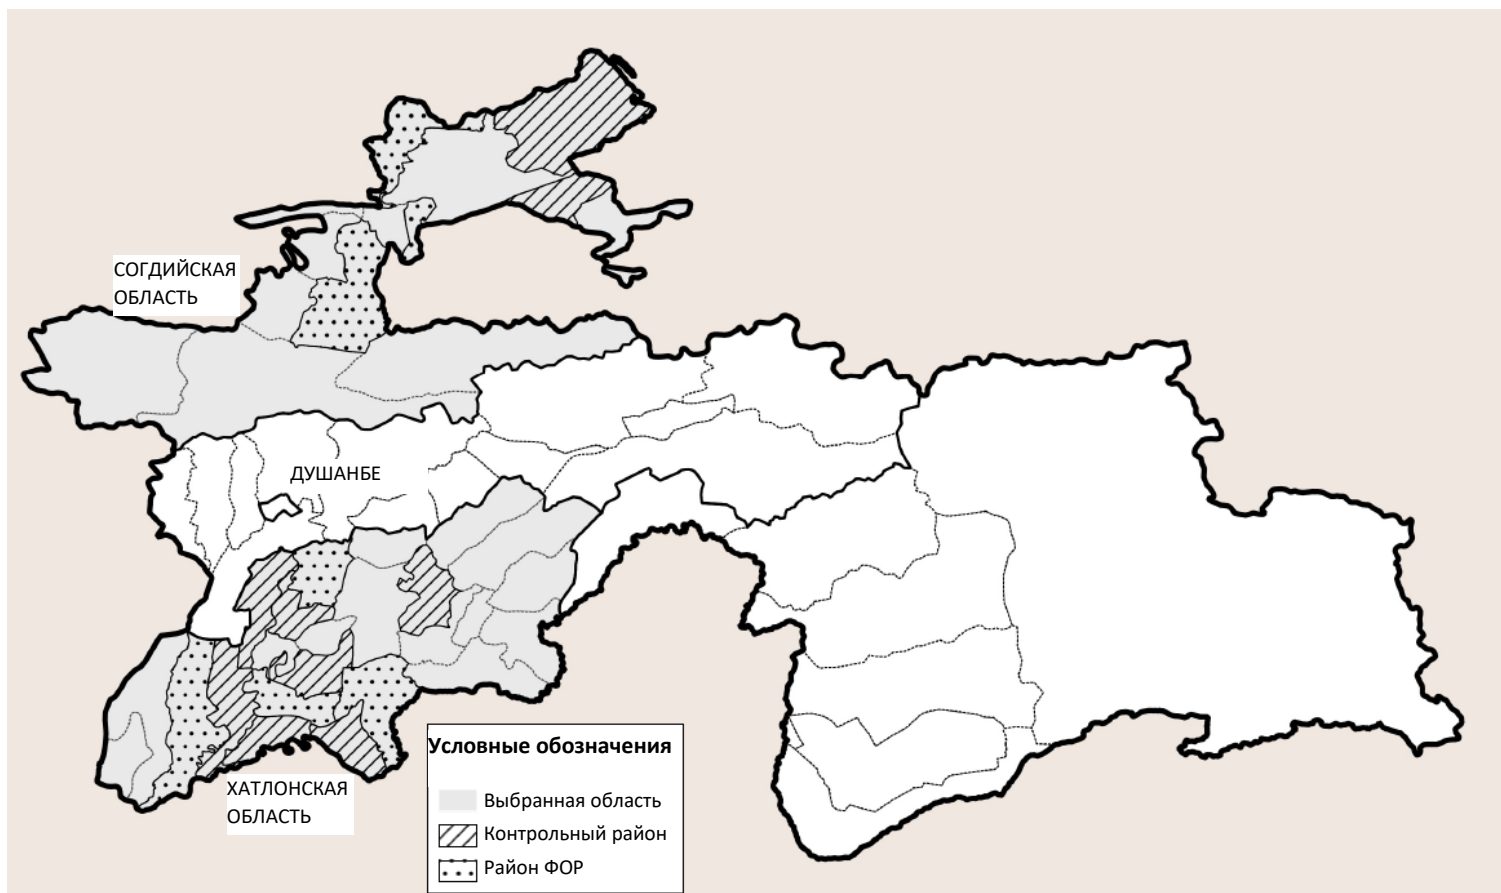 СОГДИЙСКАЯ
ОБЛАСТЬ
ДУШАНБЕ
ХАТЛОНСКАЯ
ОБЛАСТЬ
Условные обозначения
Выбранная область
Контрольный район
Район ФОР